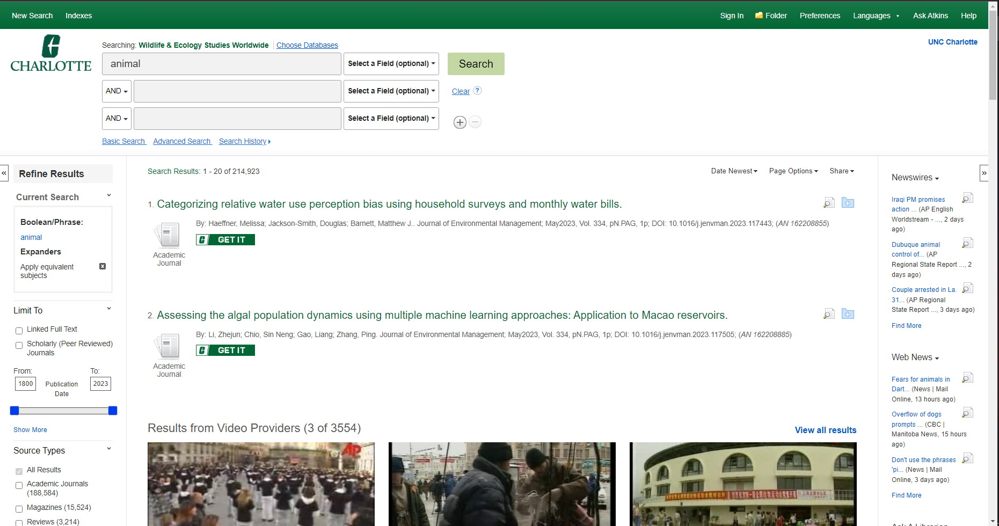 New Search Indexes Sign In Folder Preferences Languages Ask Atkins Help
CHARLOTTE
Searching: Wildlife & Ecology Studies Worldwide Choose Databases
UNC Charlotte
animal Select a Field (optional) Search
AND Select a Field (optional) Clear ?
AND Select a Field (optional)
Basic Search Advanced Search Search History
Refine Results
Current Search
Boolean/Phrase:
animal
Expanders
Apply equivalent
subjects
Limit To
Linked Full Text
Scholarly (Peer Reviewed)
Journals
From: To:
1800 Publication 2023
Date
Show More
Source Types
All Results
Academic Journals
(188,584)
Magazines (15,524)
Reviews (3,214)
Search Results: 1 - 20 of 214,923
Date Newest Page Options Share
1. Categorizing relative water use perception bias using household surveys and monthly water bills.
By: Haeffner, Melissa; Jackson-Smith, Douglas; Barnett, Matthew J.. Journal of Environmental Management; May2023, Vol. 334, pN.PAG, 1p; DOI: 10.1016/j.jenvman.2023.117443; (AN 162208855)
GET IT
Academic
Journal
2. Assessing the algal population dynamics using multiple machine learning approaches: Application to Macao reservoirs.
By: Li, Zhejun; Chio, Sin Neng; Gao, Liang; Zhang, Ping. Journal of Environmental Management; May2023, Vol. 334, pN.PAG, 1p; DOI: 10.1016/j.jenvman.2023.117505; (AN 162208885)
GET IT
Academic
Journal
Results from Video Providers (3 of 3554)
View all results
AP
Newswires
Iraqi PM promises
action ... (AP English
Worldstream - ..., 2 days
ago)
Dubuque animal
control of... (AP
Regional State Report ..., 2
days ago)
Couple arrested in La.
31... (AP Regional
State Report ..., 3 days ago)
Find More
Web News
Fears for animals in
Dart... (News | Mail
Online, 13 hours ago)
Overflow of dogs
prompts ... (CBC |
Manitoba News, 15 hours
ago)
Don't use the phrases
'pi... (News | Mail
Online, 3 days ago)
Find More
Ask A Librarian